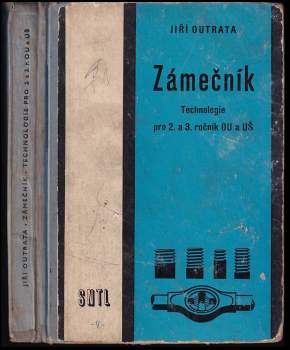 JIŘÍ OUTRATA
Zámečník
Technologie
pro 2. a 3. ročník OU a UŠ
SNTL
JIŘÍ OUTRATA • ZÁMEČNÍK - TECHNOLOGIE PRO 2. a 3. r. OU a UŠ